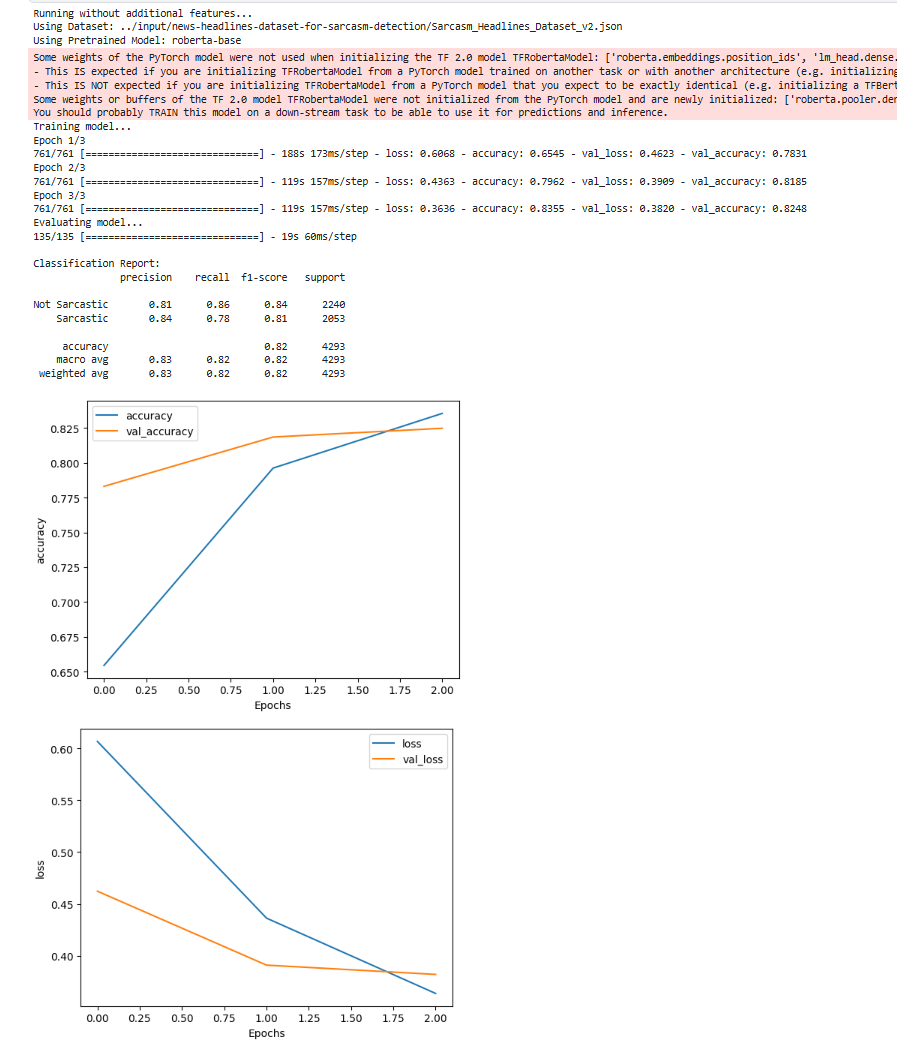 Running without additional features...
Using Dataset: ../input/news-headlines-dataset-for-sarcasm-detection/Sarcasm_Headlines_Dataset_v2.json
Using Pretrained Model: roberta-base
Some weights of the PyTorch model were not used when initializing the TF 2.0 model TFRobertaModel: ['roberta.embeddings.position_ids', 'lm_head.dense.
- This IS expected if you are initializing TFRobertaModel from a PyTorch model trained on another task or with another architecture (e.g. initializing
- This IS NOT expected if you are initializing TFRobertaModel from a PyTorch model that you expect to be exactly identical (e.g. initializing a TFBert
Some weights or buffers of the TF 2.0 model TFRobertaModel were not initialized from the PyTorch model and are newly initialized: ['roberta.pooler.den
You should probably TRAIN this model on a down-stream task to be able to use it for predictions and inference.
Training model...
Epoch 1/3
761/761 [==============================] - 188s 173ms/step - loss: 0.6068 - accuracy: 0.6545 - val_loss: 0.4623 - val_accuracy: 0.7831
Epoch 2/3
761/761 [==============================] - 119s 157ms/step - loss: 0.4363 - accuracy: 0.7962 - val_loss: 0.3909 - val_accuracy: 0.8185
Epoch 3/3
761/761 [==============================] - 119s 157ms/step - loss: 0.3636 - accuracy: 0.8355 - val_loss: 0.3820 - val_accuracy: 0.8248
Evaluating model...
135/135 [==============================] - 19s 60ms/step
Classification Report:
precision recall f1-score support
Not Sarcastic 0.81 0.86 0.84 2240
Sarcastic 0.84 0.78 0.81 2053
accuracy 0.82 4293
macro avg 0.83 0.82 0.82 4293
weighted avg 0.83 0.82 0.82 4293
accuracy
val_accuracy
0.825
0.800
0.775
0.750
0.725
0.700
0.675
0.650
accuracy
0.00 0.25 0.50 0.75 1.00 1.25 1.50 1.75 2.00
Epochs
loss
val_loss
0.60
0.55
0.50
0.45
0.40
loss
0.00 0.25 0.50 0.75 1.00 1.25 1.50 1.75 2.00
Epochs